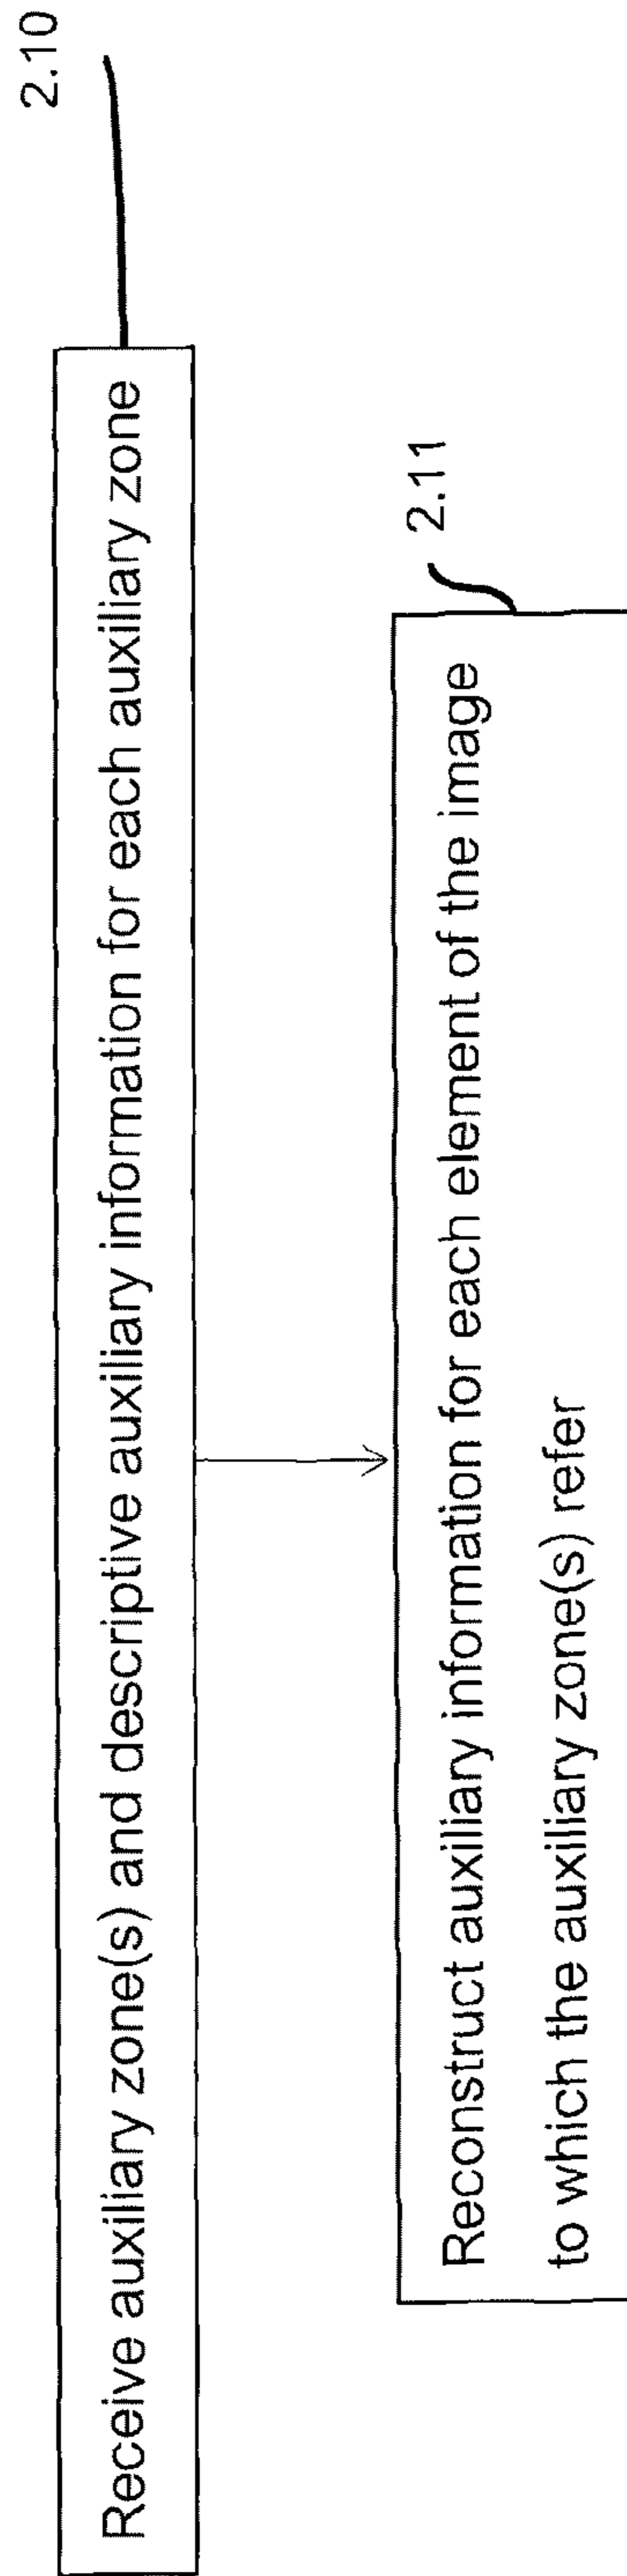 2.10
Receive auxiliary zone(s) and descriptive auxiliary information for each auxiliary zone
2.11
Reconstruct auxiliary information for each element of the image
to which the auxiliary zone(s) refer